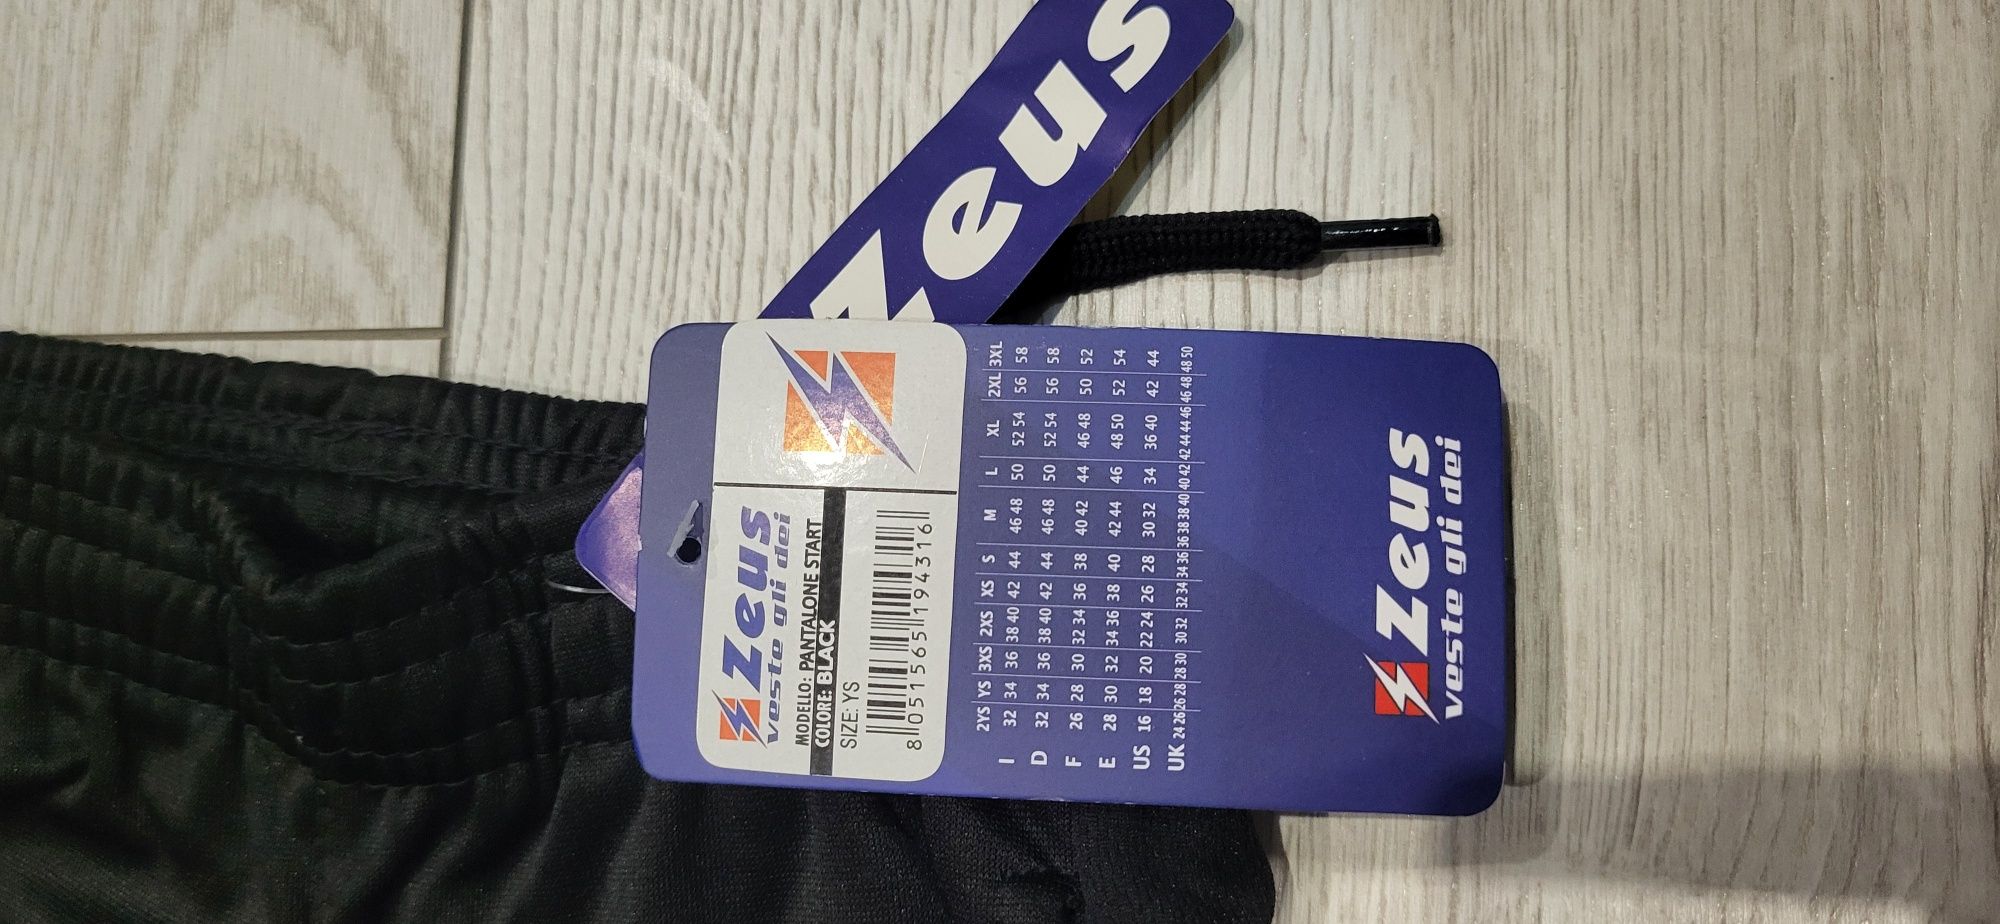 Zeus
Zeus
veste gli dei
MODELLO: PANTALONE START
COLORE: BLACK
SIZE: YS
8 051565 194316
2YS YS 3XS 2XS XS S M L XL 2XL 3XL
I 32 34 36 38 40 42 44 46 48 50 52 54 56 58
D 32 34 36 38 40 42 44 46 48 50 52 54 56 58
F 26 28 30 32 34 36 38 40 42 44 46 48 50 52
E 28 30 32 34 36 38 40 42 44 46 48 50 52 54
US 16 18 20 22 24 26 28 30 32 34 36 40 42 44
UK 24 26 26 28 28 30 30 32 32 34 34 36 36 38 38 40 40 42 42 44 44 46 46 48 48 50
Zeus
veste gli dei